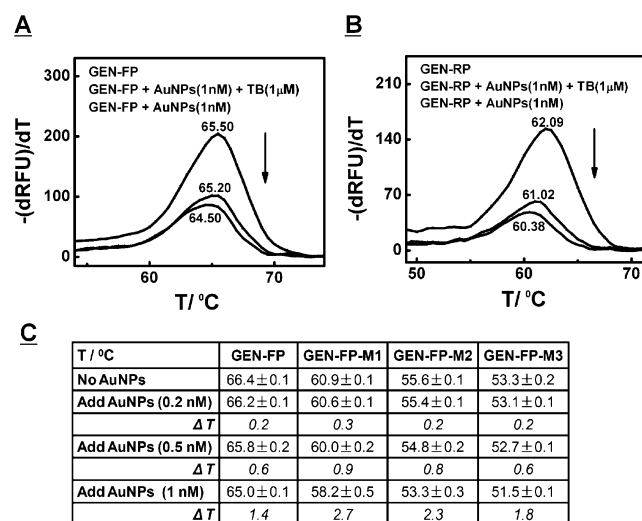 A
GEN-FP
GEN-FP + AuNPs(1nM) + TB(1μM)
GEN-FP + AuNPs(1nM)
65.50
65.20
64.50
300
200
100
0
-(dRFU)/dT
60
70
T/ ⁰C
B
GEN-RP
GEN-RP + AuNPs(1nM) + TB(1μM)
GEN-RP + AuNPs(1nM)
62.09
61.02
60.38
210
140
70
0
-(dRFU)/dT
50
60
70
T/ ⁰C
C
T / ⁰C GEN-FP GEN-FP-M1 GEN-FP-M2 GEN-FP-M3
No AuNPs 66.4±0.1 60.9±0.1 55.6±0.1 53.3±0.2
Add AuNPs (0.2 nM) 66.2±0.1 60.6±0.1 55.4±0.1 53.1±0.1
ΔT 0.2 0.3 0.2 0.2
Add AuNPs (0.5 nM) 65.8±0.2 60.0±0.2 54.8±0.2 52.7±0.1
ΔT 0.6 0.9 0.8 0.6
Add AuNPs (1 nM) 65.0±0.1 58.2±0.5 53.3±0.3 51.5±0.1
ΔT 1.4 2.7 2.3 1.8